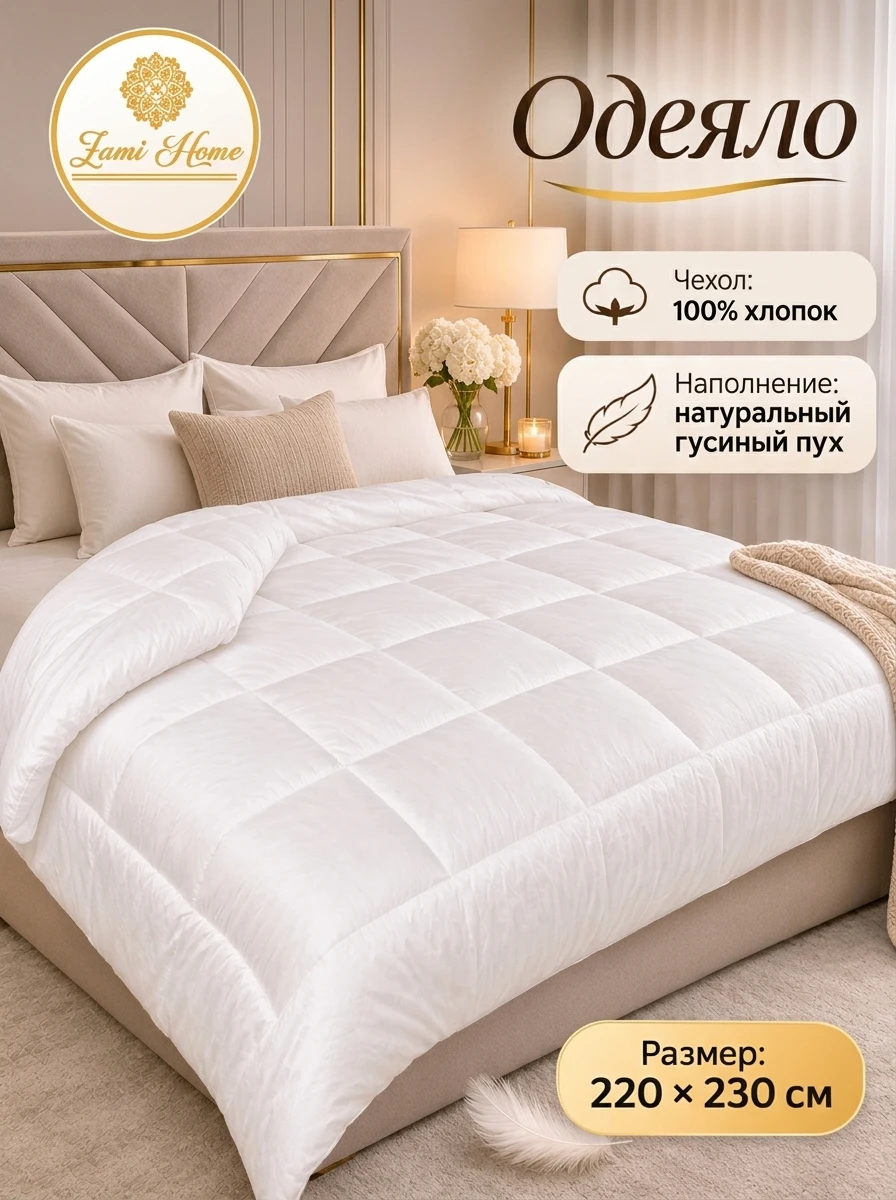 Zami Home
Одеяло
Чехол:
100% хлопок
Наполнение:
натуральный
гусиный пух
Размер:
220 × 230 см